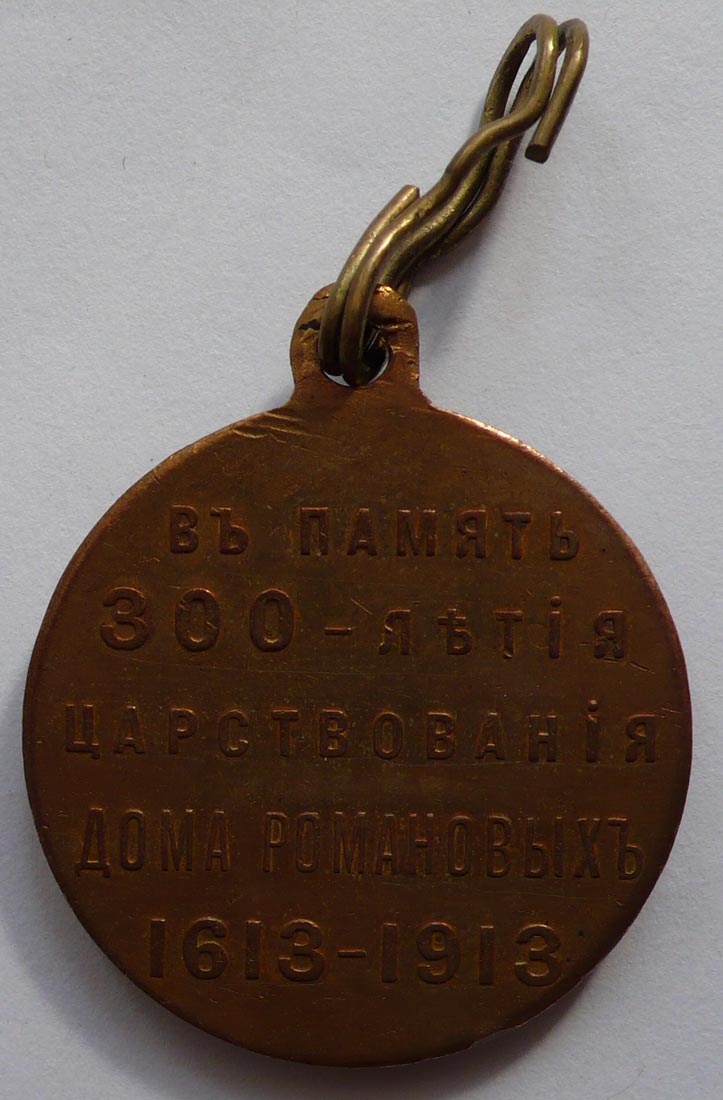 ВЪ ПАМЯТЬ
300-ЛѢТІЯ
ЦАРСТВОВАНІЯ
ДОМА РОМАНОВЫХЪ
1613-1913